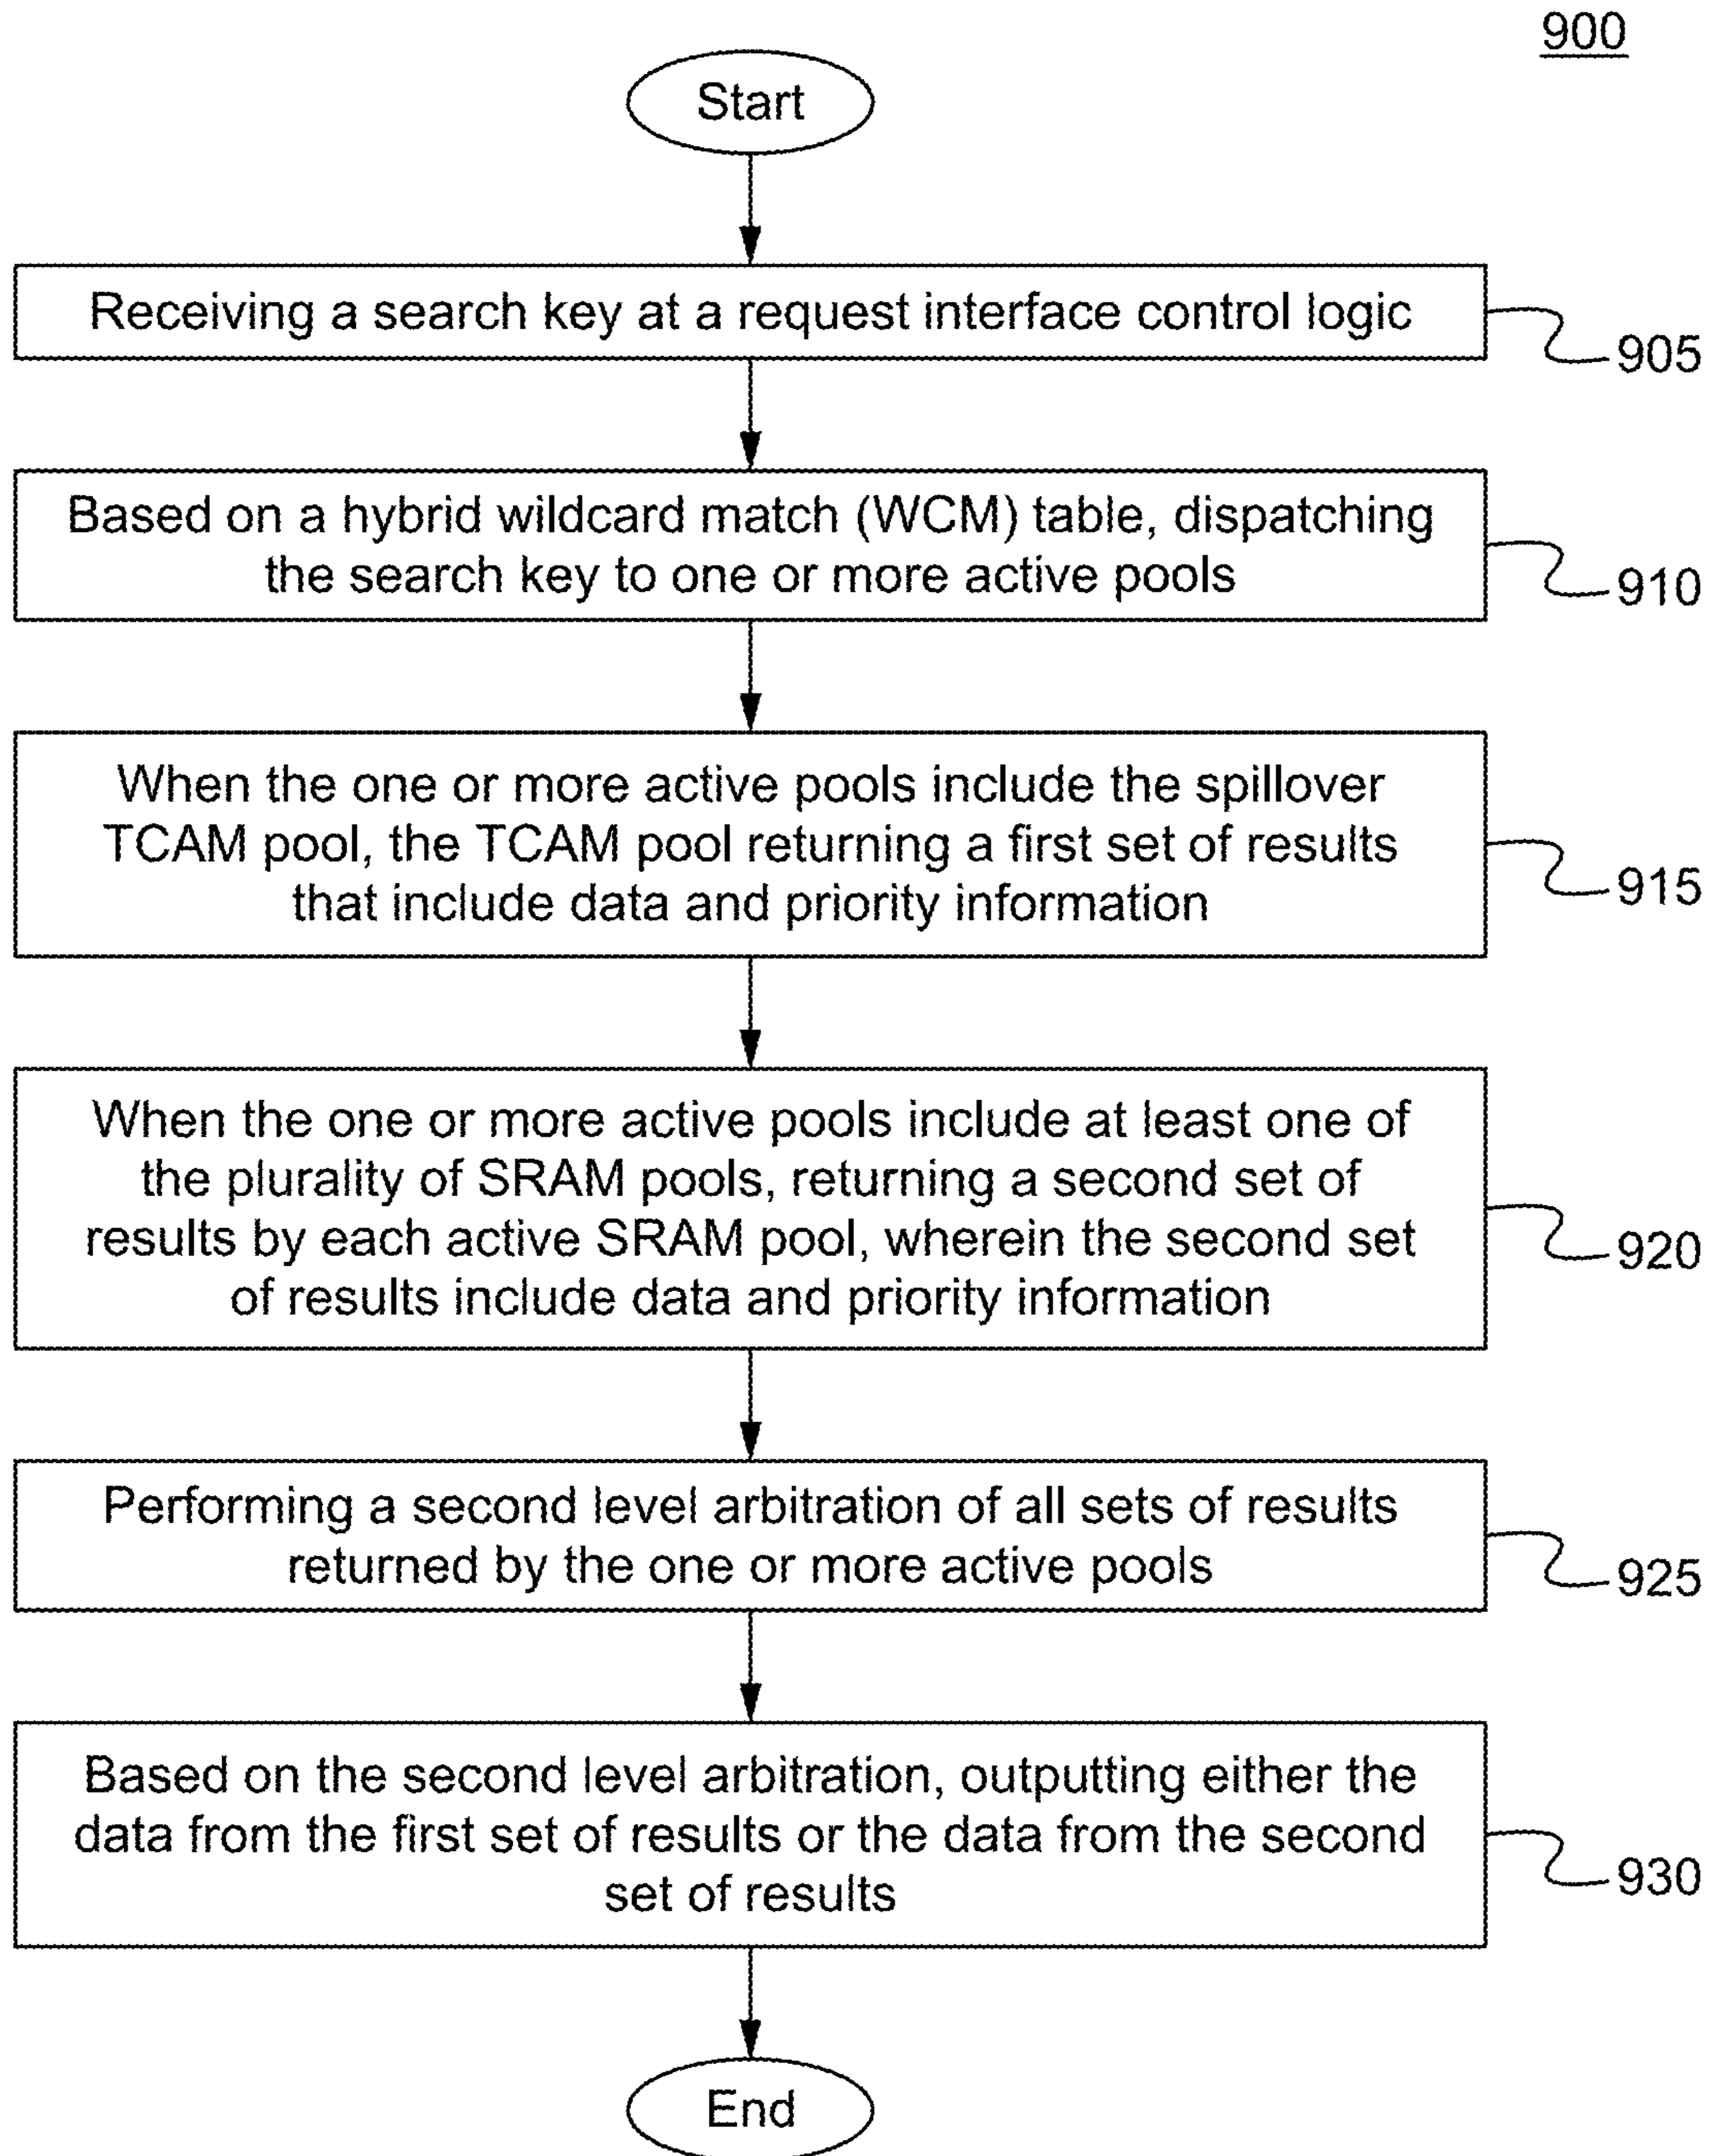 900
Start
Receiving a search key at a request interface control logic
905
Based on a hybrid wildcard match (WCM) table, dispatching
the search key to one or more active pools
910
When the one or more active pools include the spillover
TCAM pool, the TCAM pool returning a first set of results
that include data and priority information
915
When the one or more active pools include at least one of
the plurality of SRAM pools, returning a second set of
results by each active SRAM pool, wherein the second set
of results include data and priority information
920
Performing a second level arbitration of all sets of results
returned by the one or more active pools
925
Based on the second level arbitration, outputting either the
data from the first set of results or the data from the second
set of results
930
End